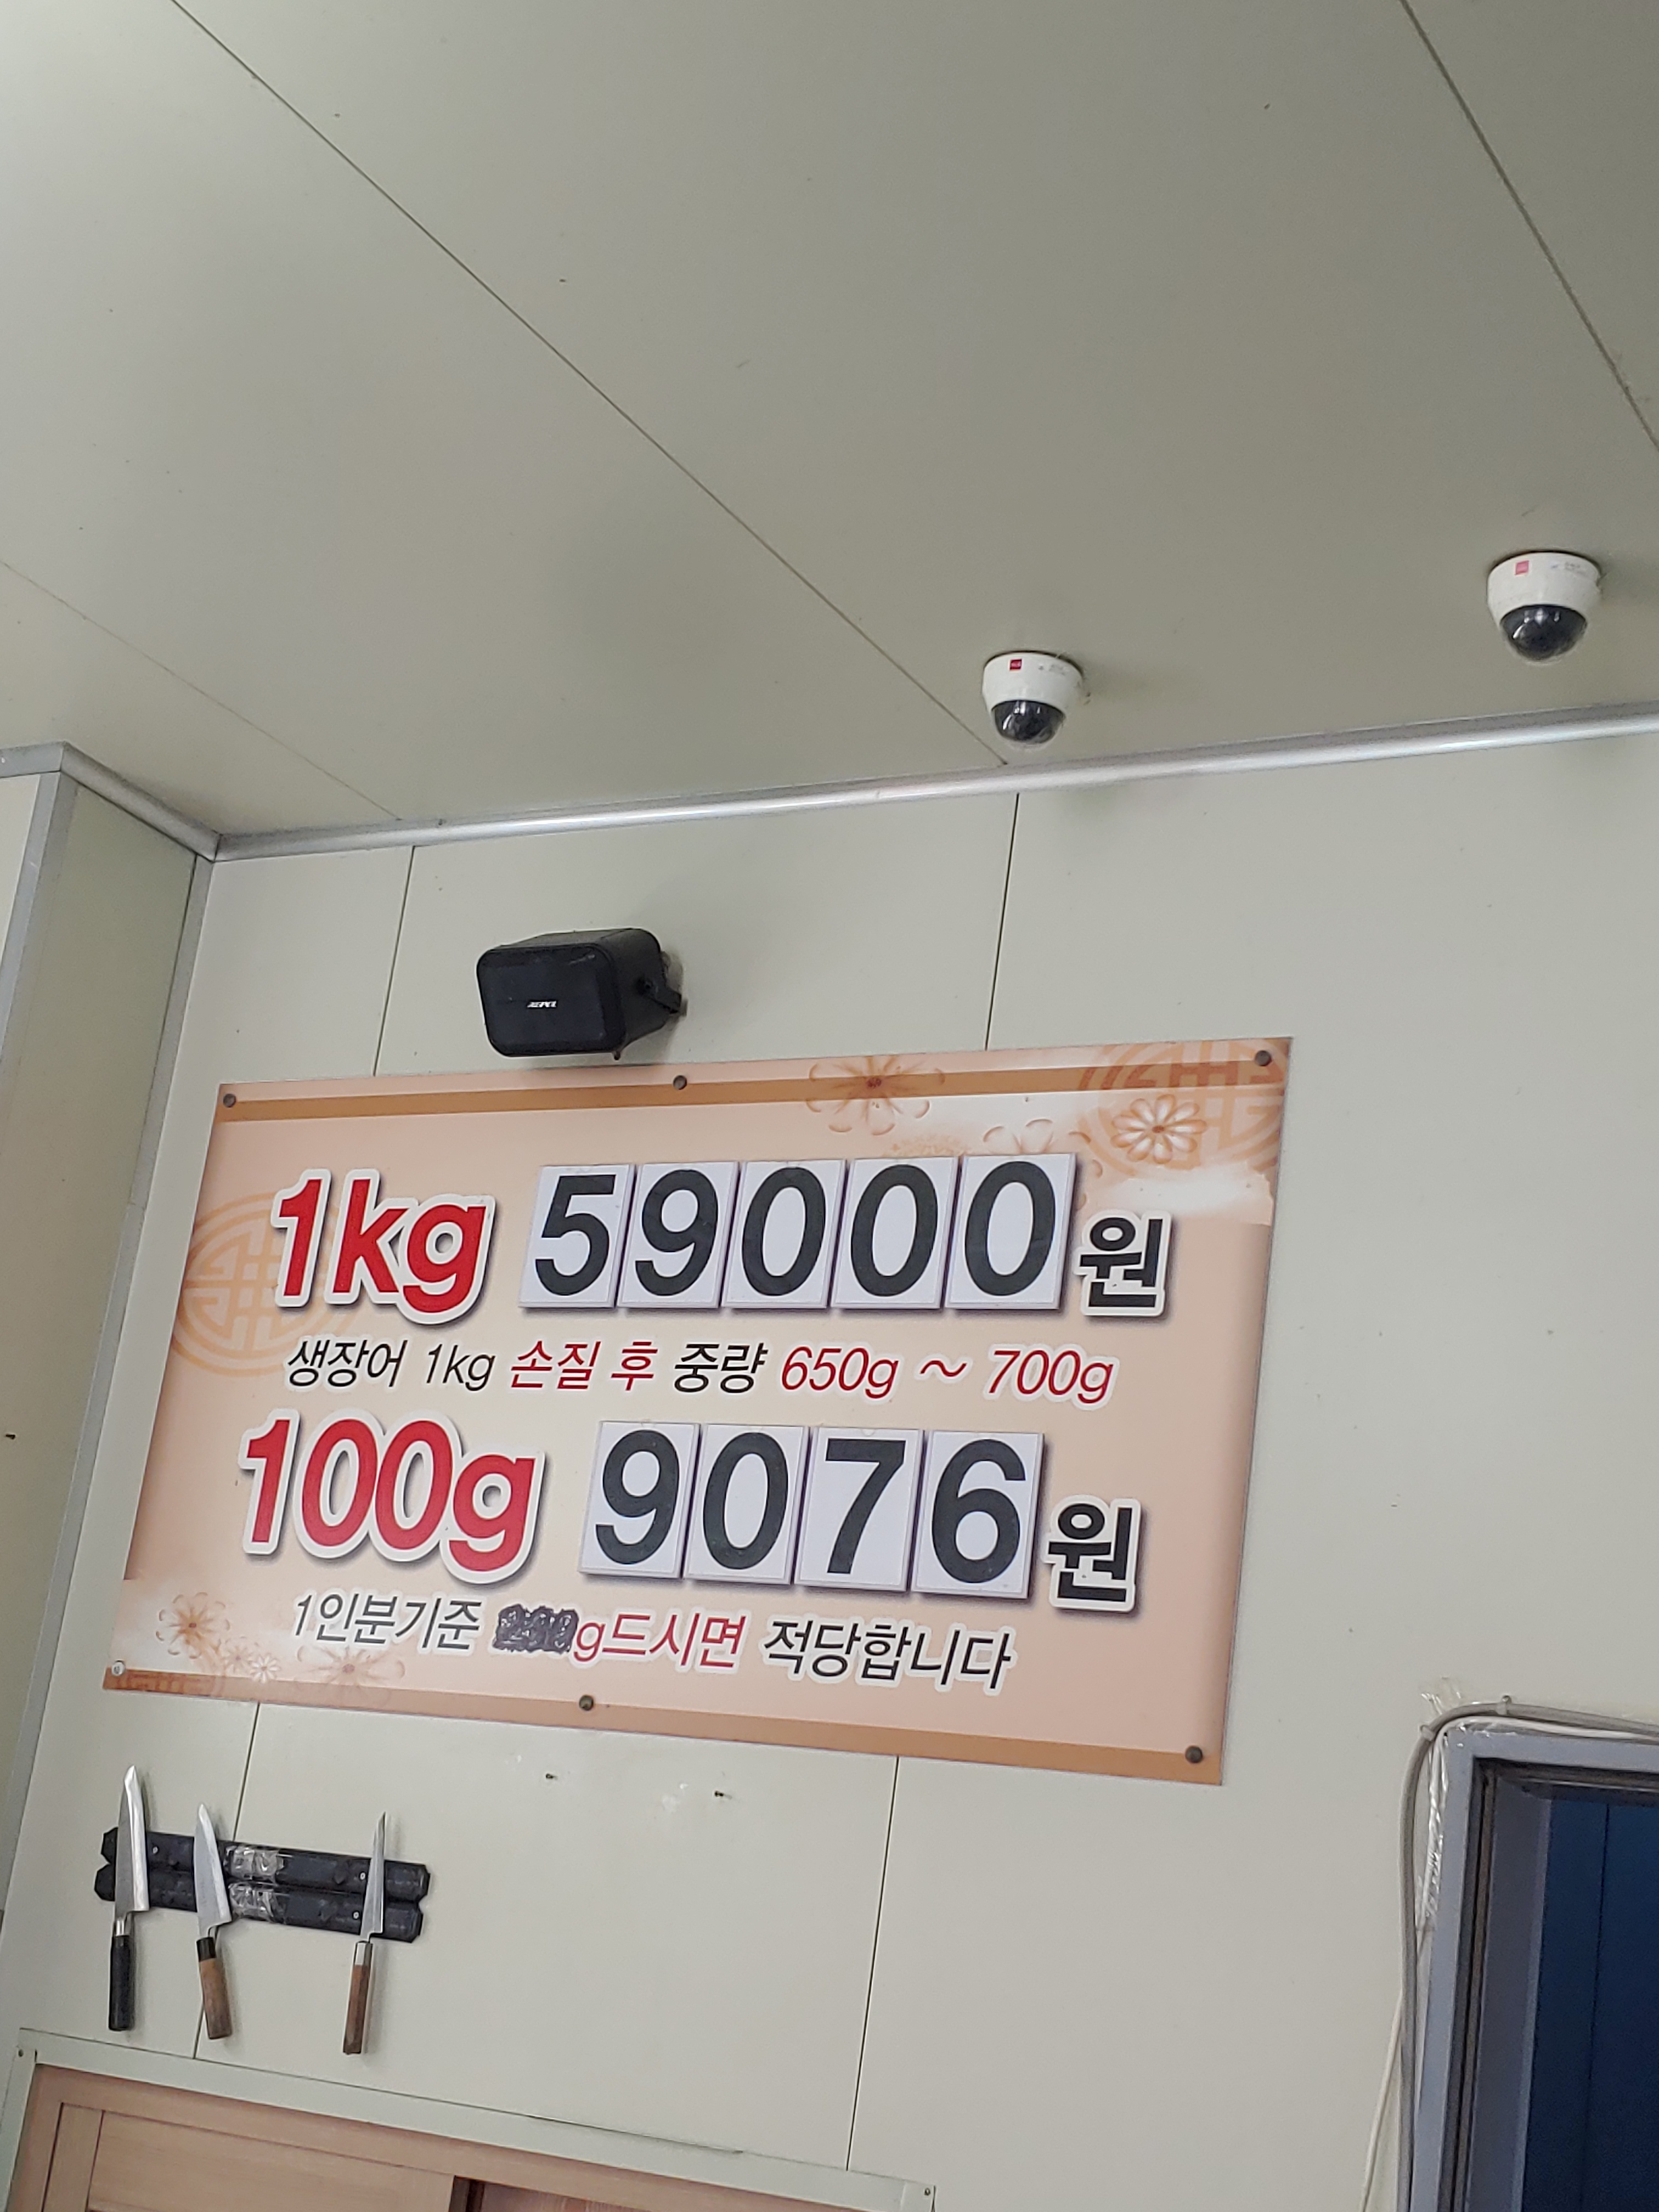 1kg 59000원
생장어 1kg 손질 후 중량 650g ~ 700g
100g 9076원
1인분기준 g드시면 적당합니다